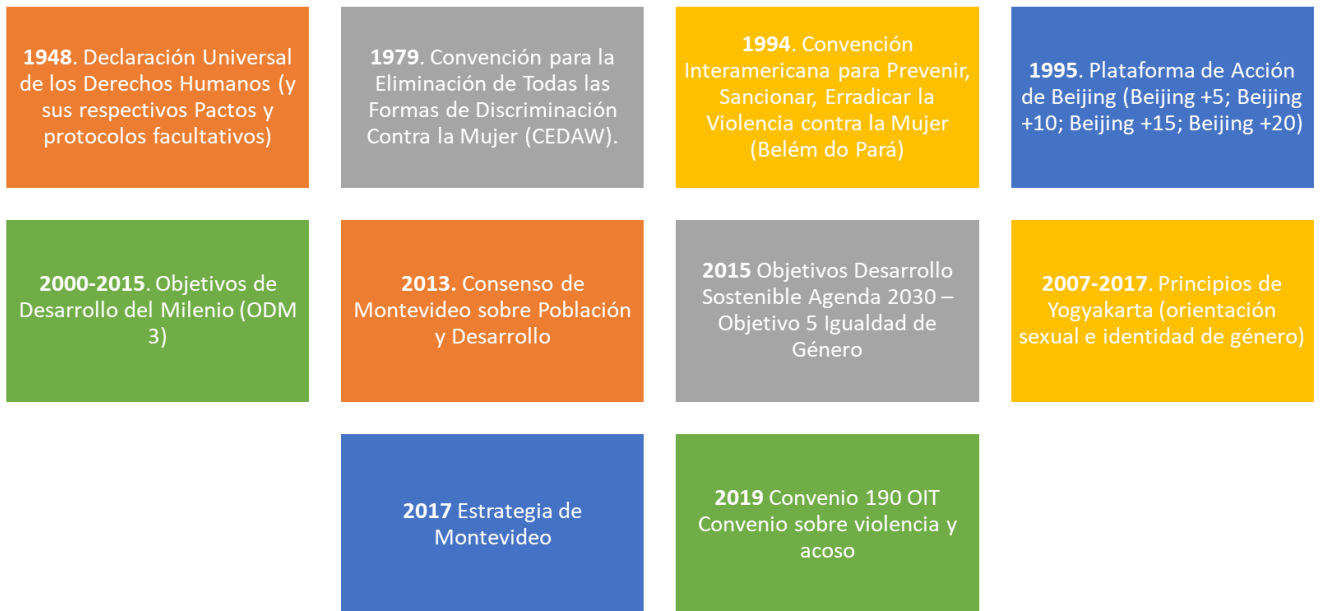 1948. Declaración Universal
de los Derechos Humanos (y
sus respectivos Pactos y
protocolos facultativos)
1979. Convención para la
Eliminación de Todas las
Formas de Discriminación
Contra la Mujer (CEDAW).
1994. Convención
Interamericana para Prevenir,
Sancionar, Erradicar la
Violencia contra la Mujer
(Belém do Pará)
1995. Plataforma de Acción
de Beijing (Beijing +5; Beijing
+10; Beijing +15; Beijing +20)
2000-2015. Objetivos de
Desarrollo del Milenio (ODM
3)
2013. Consenso de
Montevideo sobre Población
y Desarrollo
2015 Objetivos Desarrollo
Sostenible Agenda 2030 –
Objetivo 5 Igualdad de
Género
2007-2017. Principios de
Yogyakarta (orientación
sexual e identidad de género)
2017 Estrategia de
Montevideo
2019 Convenio 190 OIT
Convenio sobre violencia y
acoso